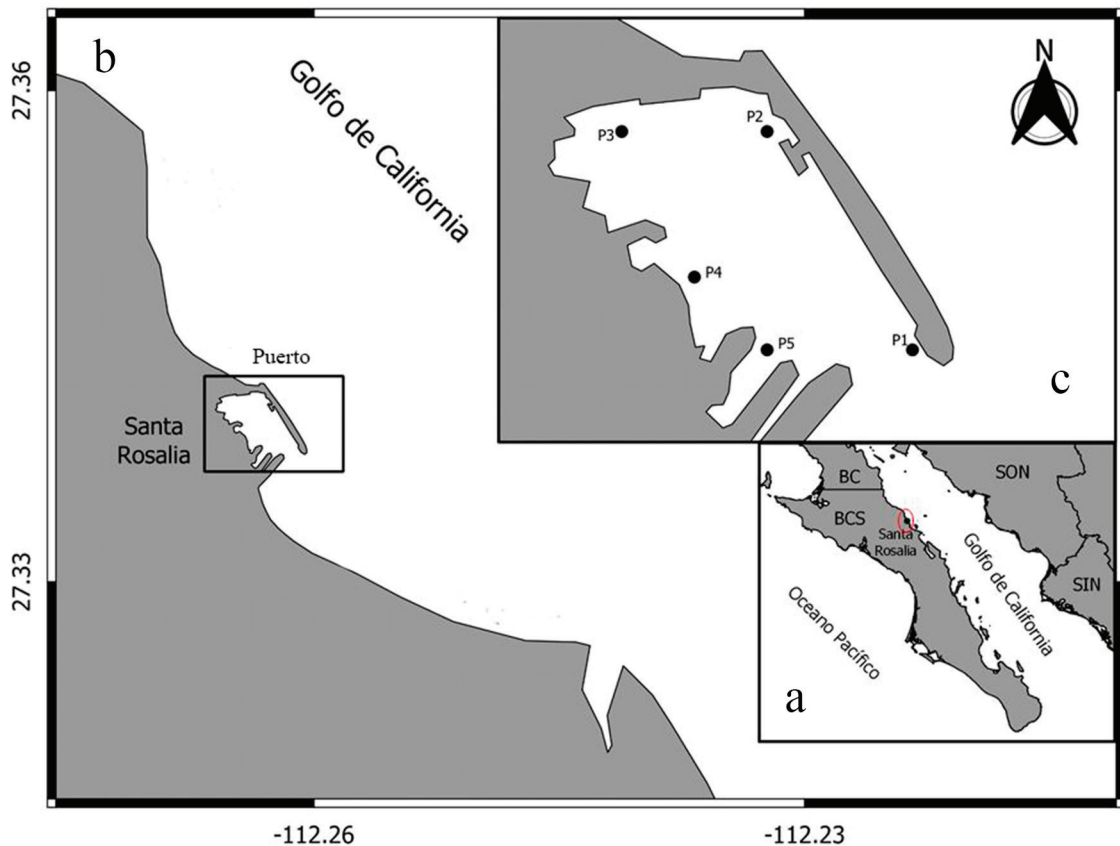 b
27.36
Golfo de California
Puerto
Santa
Rosalia
27.33
-112.26
-112.23
N
P3
P2
P4
P5
P1
c
BC
SON
BCS
Santa
Rosalia
Golfo de California
SIN
Oceano Pacífico
a